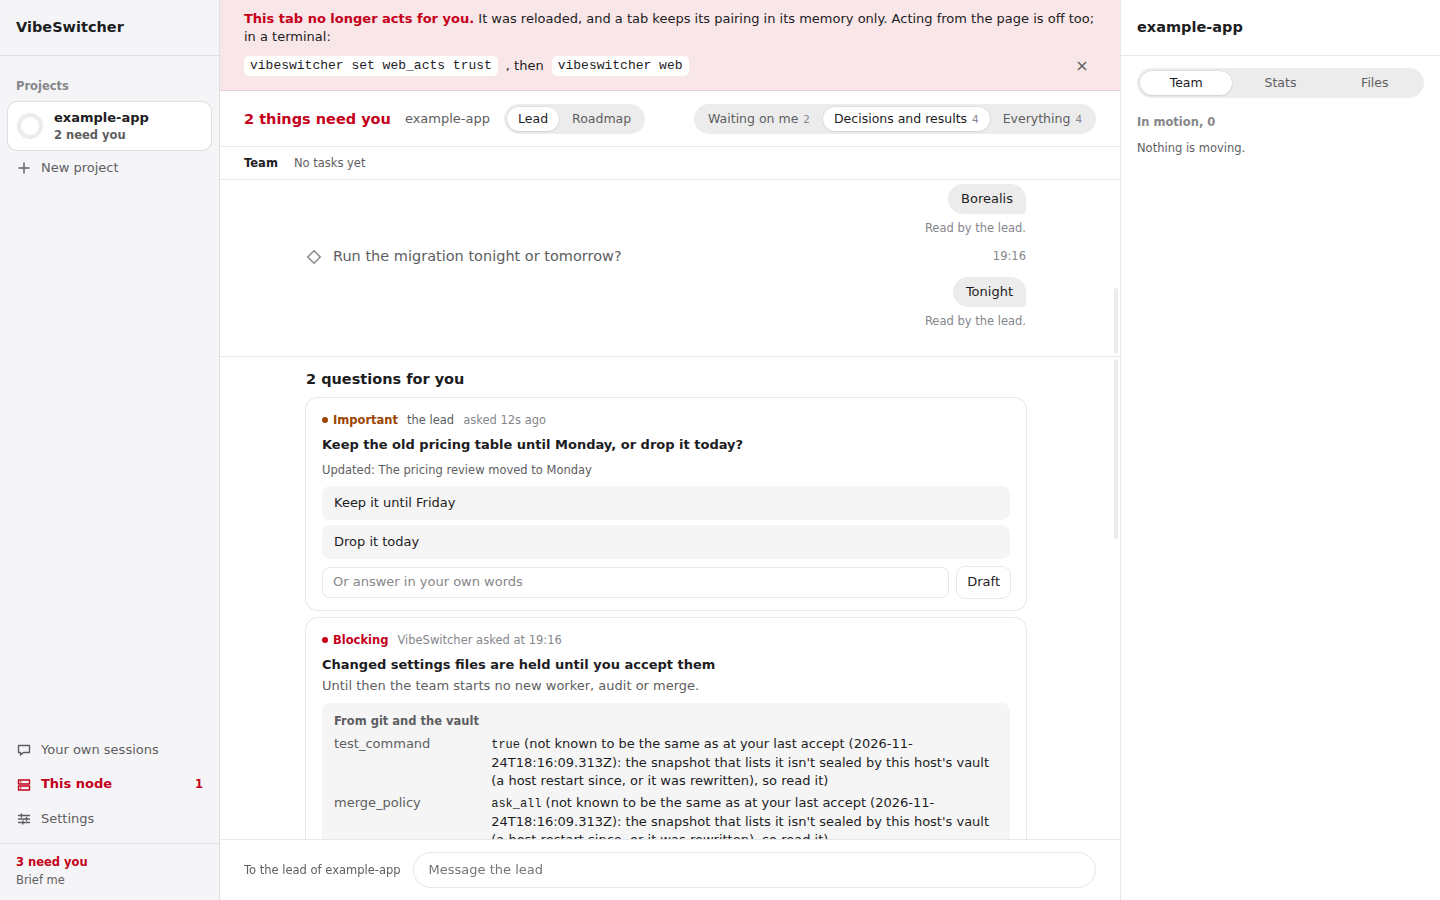 VibeSwitcher
Projects
example-app
2 need you
New project
Your own sessions
This node 1
Settings
3 need you
Brief me
This tab no longer acts for you. It was reloaded, and a tab keeps its pairing in its memory only. Acting from the page is off too;
in a terminal:
vibeswitcher set web_acts trust , then vibeswitcher web
2 things need you example-app Lead Roadmap Waiting on me 2 Decisions and results 4 Everything 4
Team No tasks yet
Borealis
Read by the lead.
Run the migration tonight or tomorrow? 19:16
Tonight
Read by the lead.
2 questions for you
Important the lead asked 12s ago
Keep the old pricing table until Monday, or drop it today?
Updated: The pricing review moved to Monday
Keep it until Friday
Drop it today
Or answer in your own words Draft
Blocking VibeSwitcher asked at 19:16
Changed settings files are held until you accept them
Until then the team starts no new worker, audit or merge.
From git and the vault
test_command true (not known to be the same as at your last accept (2026-11-
24T18:16:09.313Z): the snapshot that lists it isn't sealed by this host's vault
(a host restart since, or it was rewritten), so read it)
merge_policy ask_all (not known to be the same as at your last accept (2026-11-
24T18:16:09.313Z): the snapshot that lists it isn't sealed by this host's vault
(a host restart since, or it was rewritten), so read it)
To the lead of example-app Message the lead
example-app
Team Stats Files
In motion, 0
Nothing is moving.